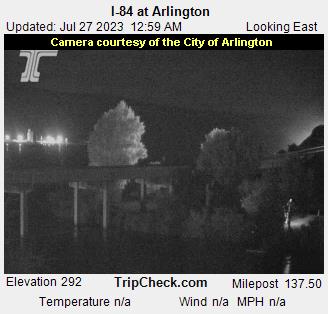 I-84 at Arlington
Updated: Jul 27 2023 12:59 AM Looking East
Camera courtesy of the City of Arlington
Elevation 292 TripCheck.com Milepost 137.50
Temperature n/a Wind n/a MPH n/a